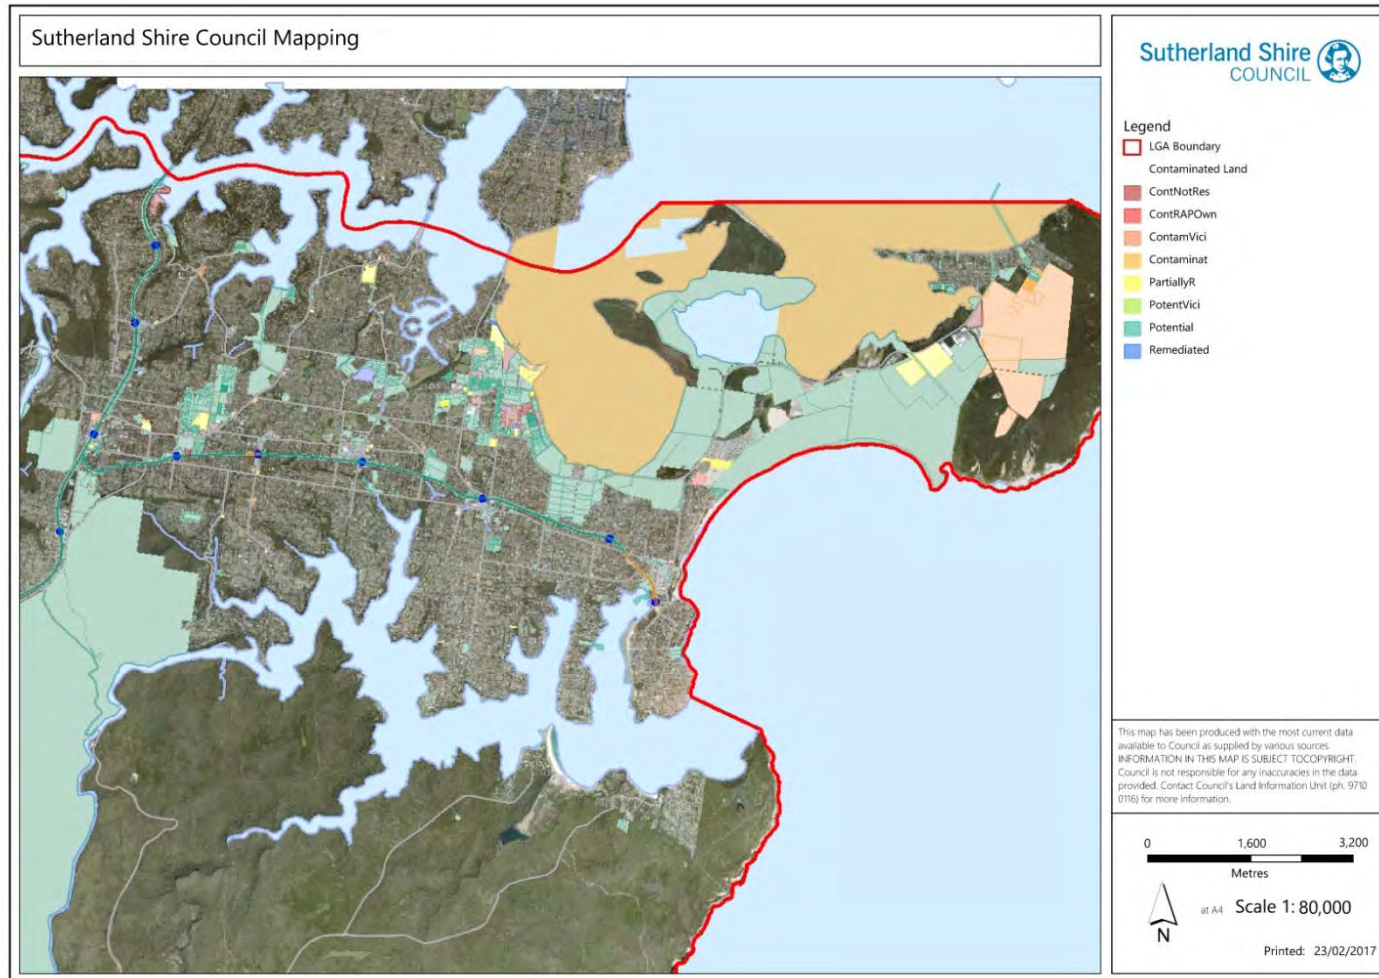 Sutherland Shire Council Mapping
Sutherland Shire
COUNCIL
Legend
LGA Boundary
Contaminated Land
ContNotRes
ContRAPOwn
ContamVici
Contaminat
PartiallyR
PotentVici
Potential
Remediated
This map has been produced with the most current data
available to Council as supplied by various sources.
INFORMATION IN THIS MAP IS SUBJECT TOCOPYRIGHT.
Council is not responsible for any inaccuracies in the data
provided. Contact Council's Land Information Unit (ph. 9710
0116) for more information.
0 1,600 3,200
Metres
at A4 Scale 1: 80,000
N
Printed: 23/02/2017